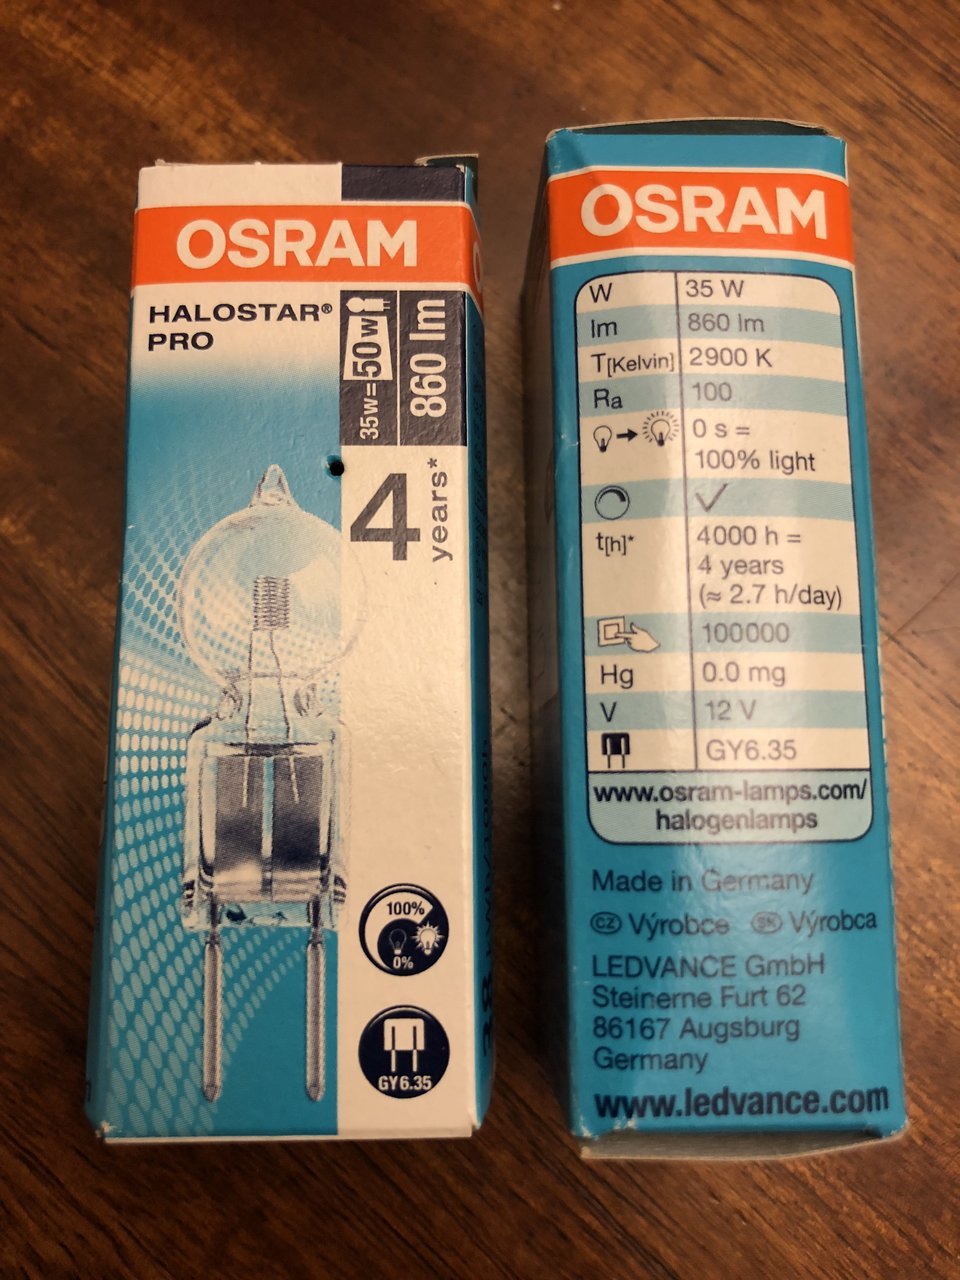 OSRAM
HALOSTAR®
PRO
35W=50W
860 lm
4
years*
100%
0%
GY6.35
OSRAM
W 35 W
lm 860 lm
T[Kelvin] 2900 K
Ra 100
0 s =
100% light
t[h]* 4000 h =
4 years
(≈ 2.7 h/day)
100000
Hg 0.0 mg
V 12 V
GY6.35
www.osram-lamps.com/
halogenlamps
Made in Germany
CZ Výrobce SK Výrobca
LEDVANCE GmbH
Steinerne Furt 62
86167 Augsburg
Germany
www.ledvance.com